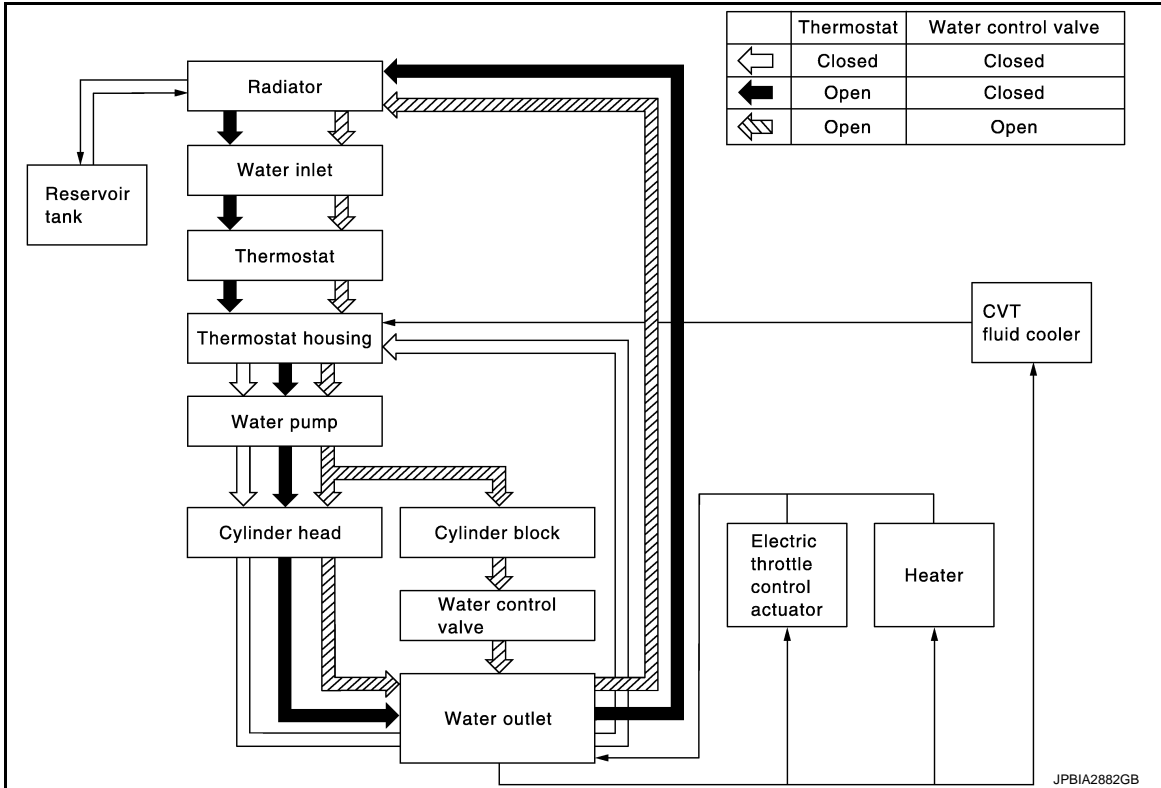 Thermostat Water control valve
Closed Closed
Open Closed
Open Open
Radiator
Water inlet
Reservoir
tank
Thermostat
Thermostat housing
CVT
fluid cooler
Water pump
Cylinder head
Cylinder block
Electric
throttle
control
actuator
Heater
Water control
valve
Water outlet
JPBIA2882GB